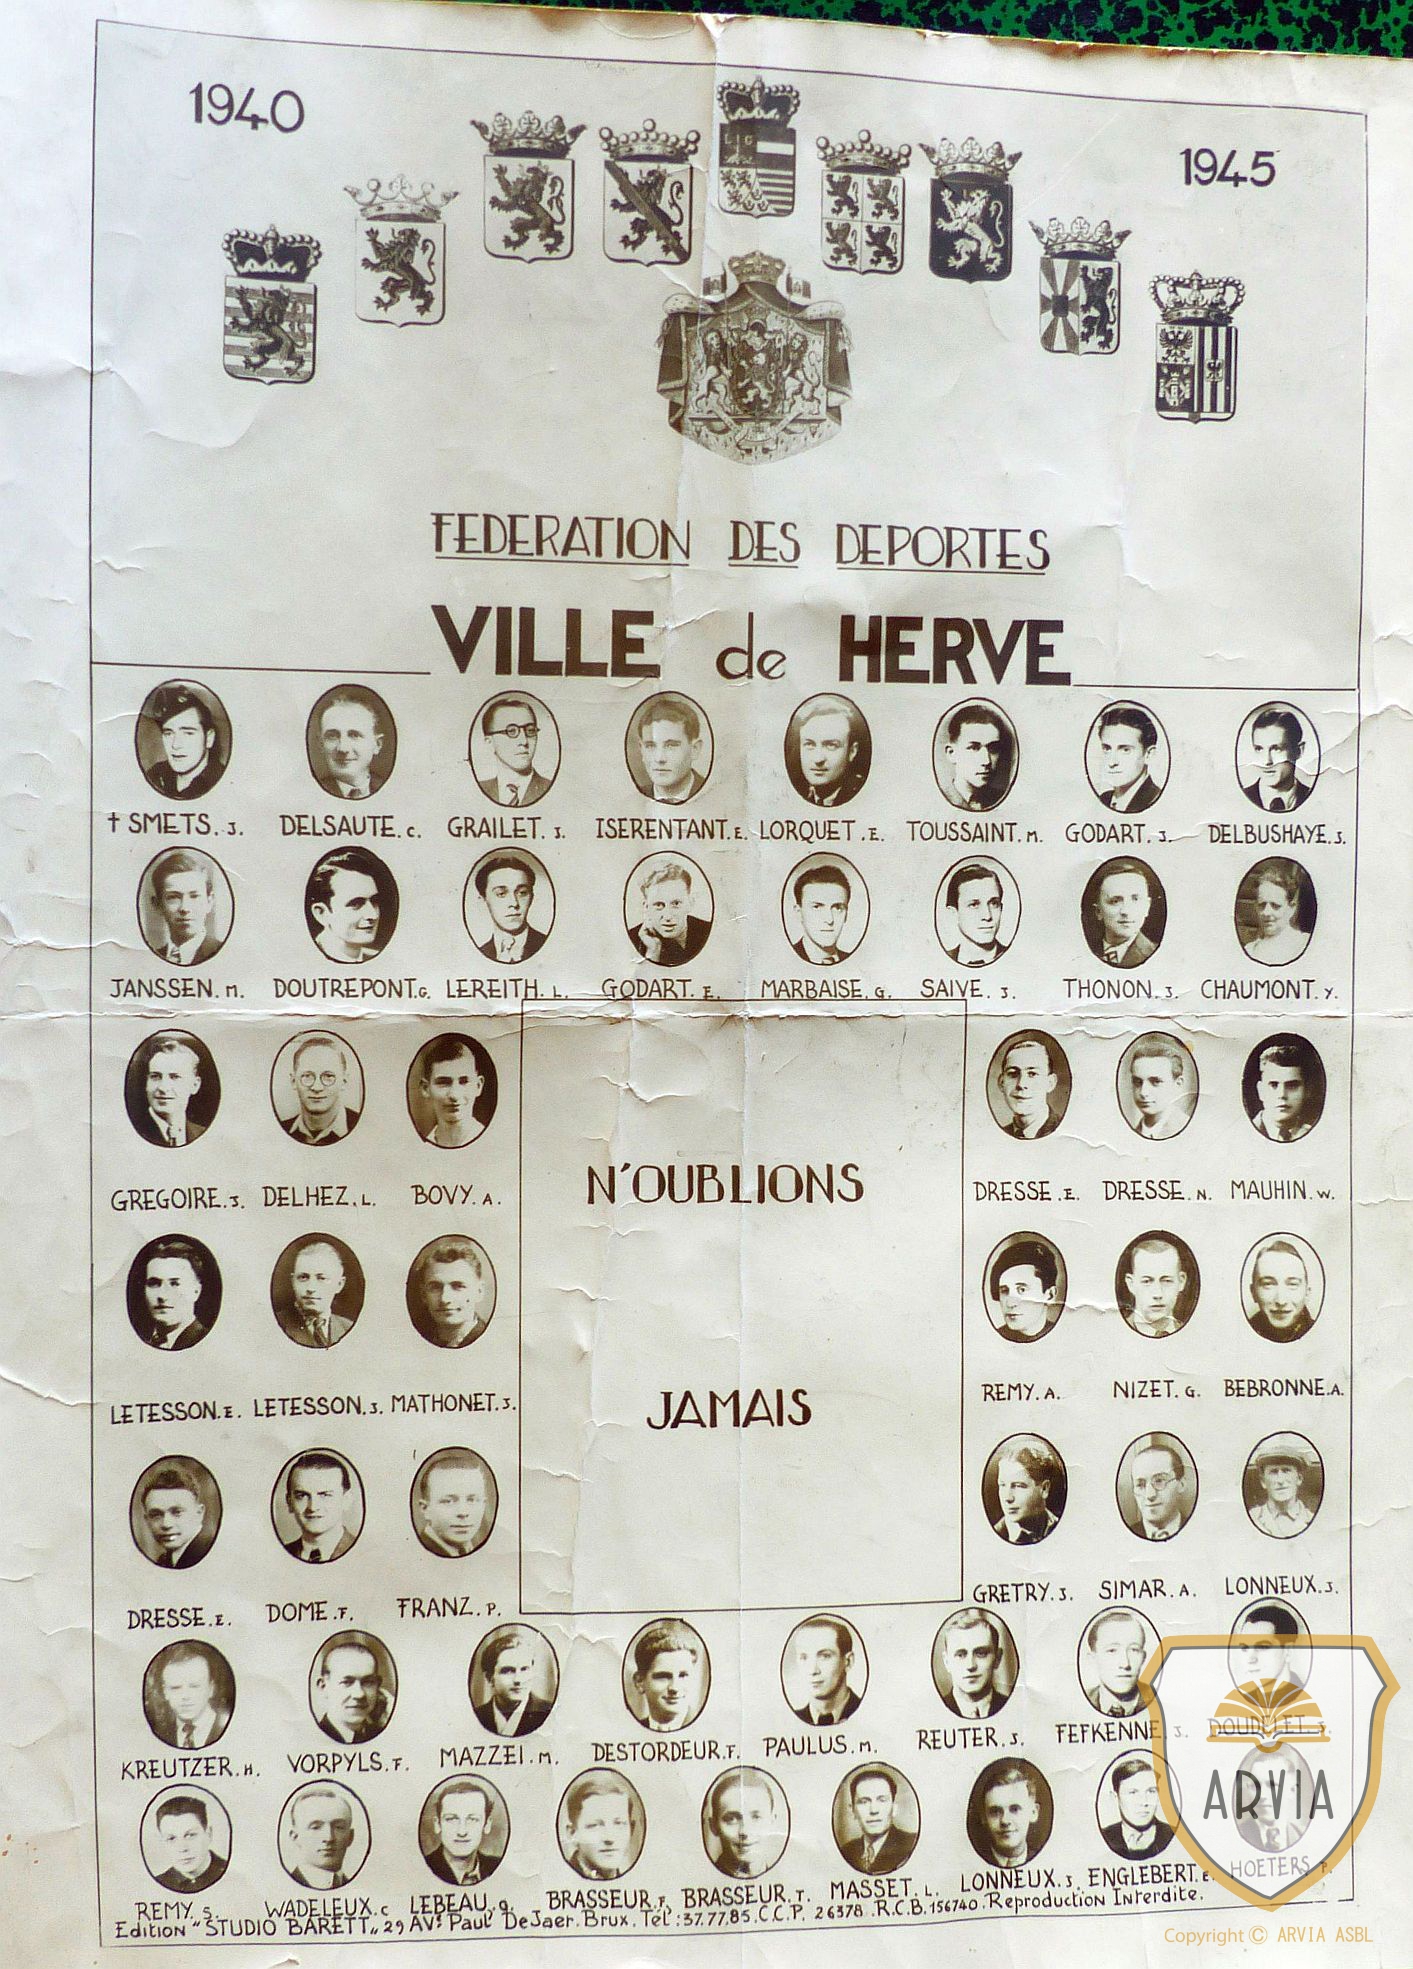 1940
1945
FEDERATION DES DEPORTES
VILLE de HERVE
† SMETS. J. DELSAUTE. C. GRAILET. J. ISERENTANT. E. LORQUET. E. TOUSSAINT. M. GODART. J. DELBUSHAYE. J.
JANSSEN. M. DOUTREPONT. G. LEREITH. L. GODART. E. MARBAISE. G. SAIVE. J. THONON. J. CHAUMONT. Y.
GREGOIRE. J. DELHEZ. L. BOVY. A. DRESSE. E. DRESSE. N. MAUHIN. W.
N'OUBLIONS
LETESSON. E. LETESSON. J. MATHONET. J. REMY. A. NIZET. G. BEBRONNE. A.
JAMAIS
DRESSE. E. DOME. F. FRANZ. P. GRETRY. J. SIMAR. A. LONNEUX. J.
KREUTZER. H. VORPYLS. F. MAZZEI. M. DESTORDEUR. F. PAULUS. M. REUTER. J. FEFKENNE. J. DOUDELET. J.
REMY. S. WADELEUX. C LEBEAU. BRASSEUR. F. BRASSEUR. T. MASSET. L. LONNEUX. J. ENGLEBERT. E. HOETERS. P.
Edition "STUDIO BARETT„ 29 AVE Paul DeJaer. Brux. Tél: 37.77.85. C.C.P. 26378. R.C.B. 156740. Reproduction Interdite.
ARVIA
Copyright © ARVIA ASBL